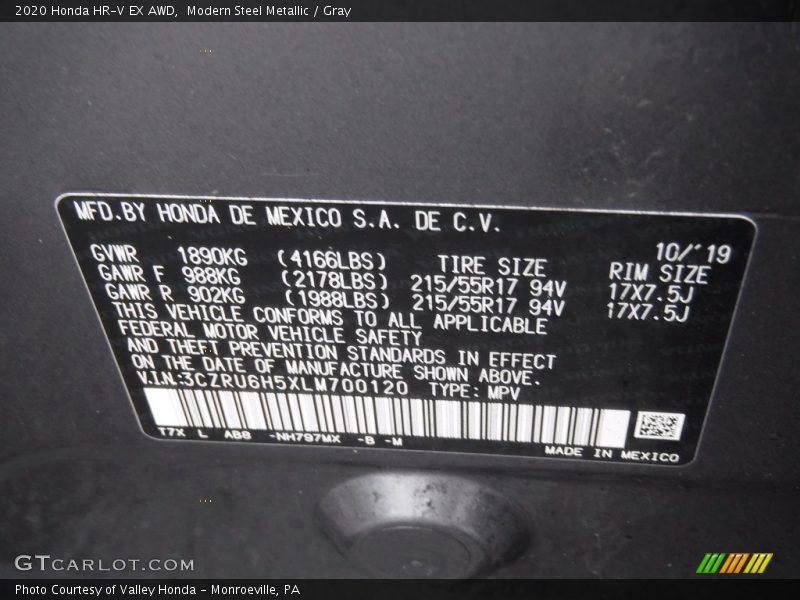 2020 Honda HR-V EX AWD, Modern Steel Metallic / Gray
MFD.BY HONDA DE MEXICO S.A. DE C.V.
10/'19
GVWR 1890KG (4166LBS) TIRE SIZE RIM SIZE
GAWR F 988KG (2178LBS) 215/55R17 94V 17X7.5J
GAWR R 902KG (1988LBS) 215/55R17 94V 17X7.5J
THIS VEHICLE CONFORMS TO ALL APPLICABLE
FEDERAL MOTOR VEHICLE SAFETY
AND THEFT PREVENTION STANDARDS IN EFFECT
ON THE DATE OF MANUFACTURE SHOWN ABOVE.
V.I.N:3CZRU6H5XLM700120 TYPE: MPV
T7X L AB8 -NH797MX -B -M
MADE IN MEXICO
GTCARLOT.COM
Photo Courtesy of Valley Honda - Monroeville, PA